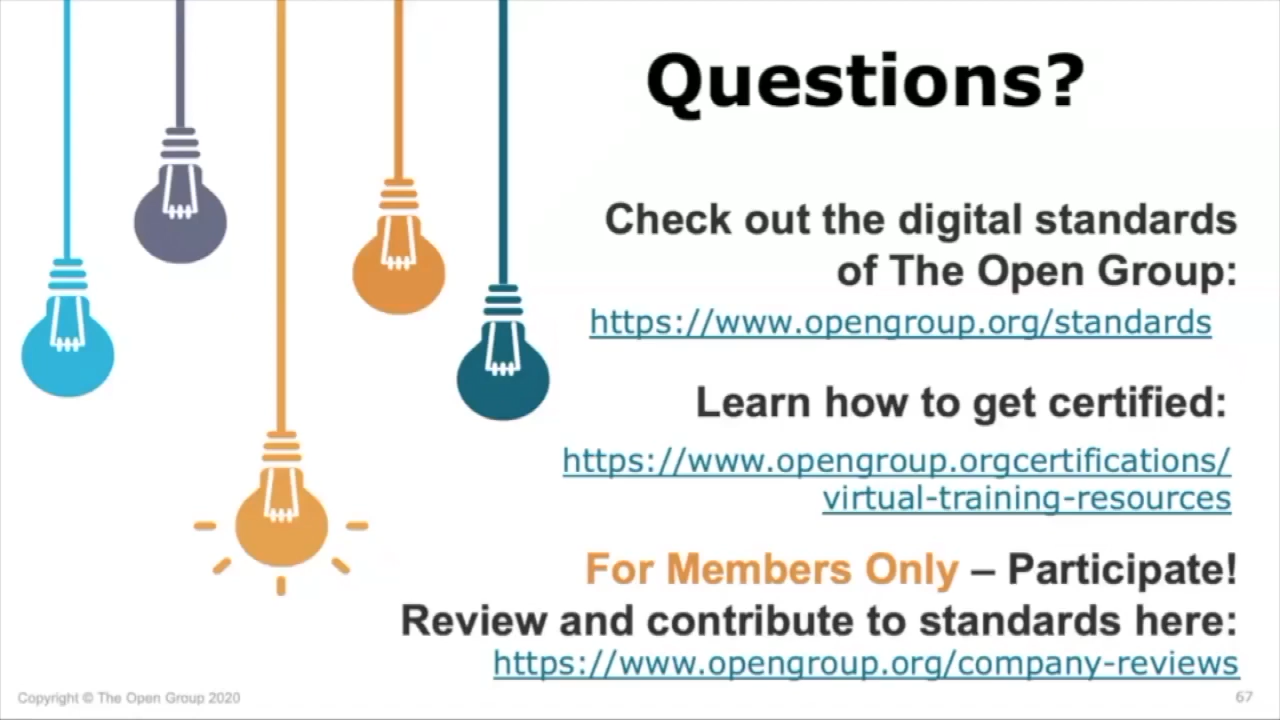 Questions?
Check out the digital standards
of The Open Group:
https://www.opengroup.org/standards
Learn how to get certified:
https://www.opengroup.orgcertifications/
virtual-training-resources
For Members Only – Participate!
Review and contribute to standards here:
https://www.opengroup.org/company-reviews
Copyright © The Open Group 2020
67